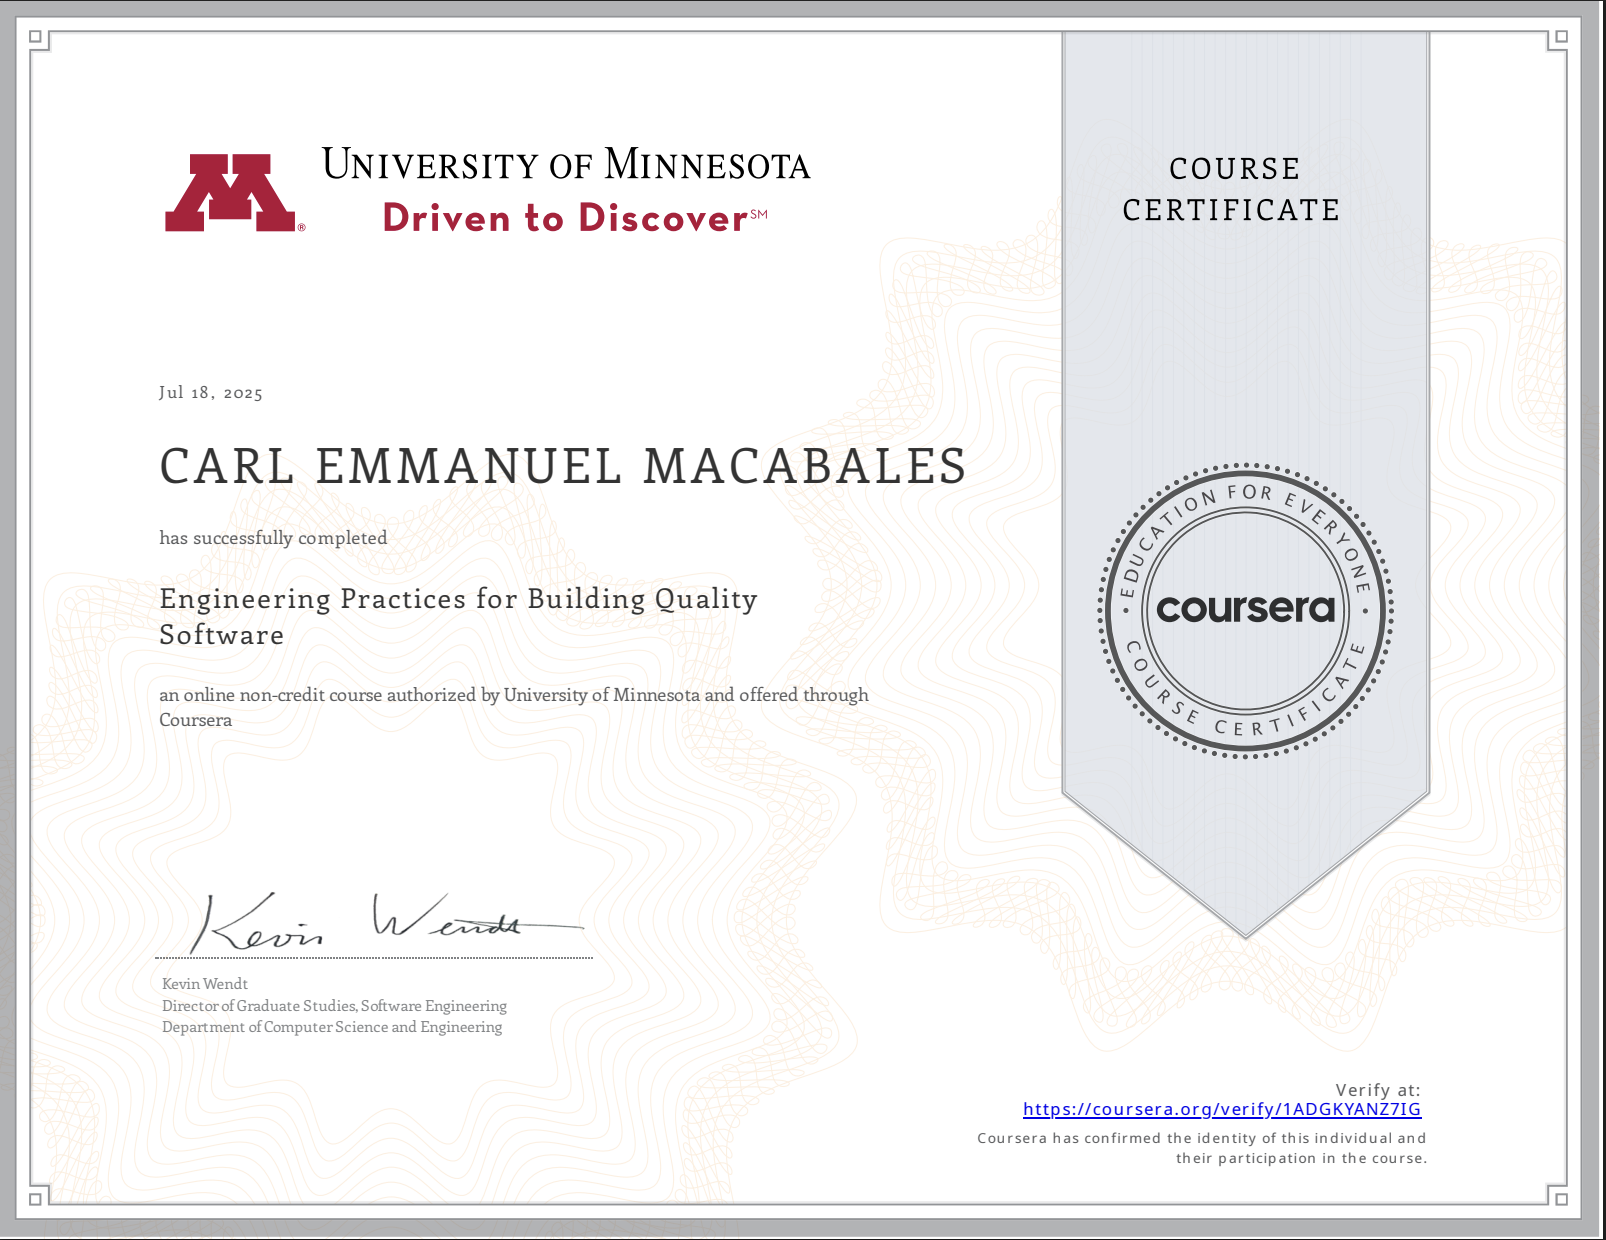 UNIVERSITY OF MINNESOTA
Driven to Discover℠
®
COURSE
CERTIFICATE
Jul 18, 2025
CARL EMMANUEL MACABALES
has successfully completed
Engineering Practices for Building Quality
Software
an online non-credit course authorized by University of Minnesota and offered through
Coursera
EDUCATION FOR EVERYONE
coursera
COURSE CERTIFICATE
Kevin Wendt
Kevin Wendt
Director of Graduate Studies, Software Engineering
Department of Computer Science and Engineering
Verify at:
https://coursera.org/verify/1ADGKYANZ7IG
Coursera has confirmed the identity of this individual and
their participation in the course.